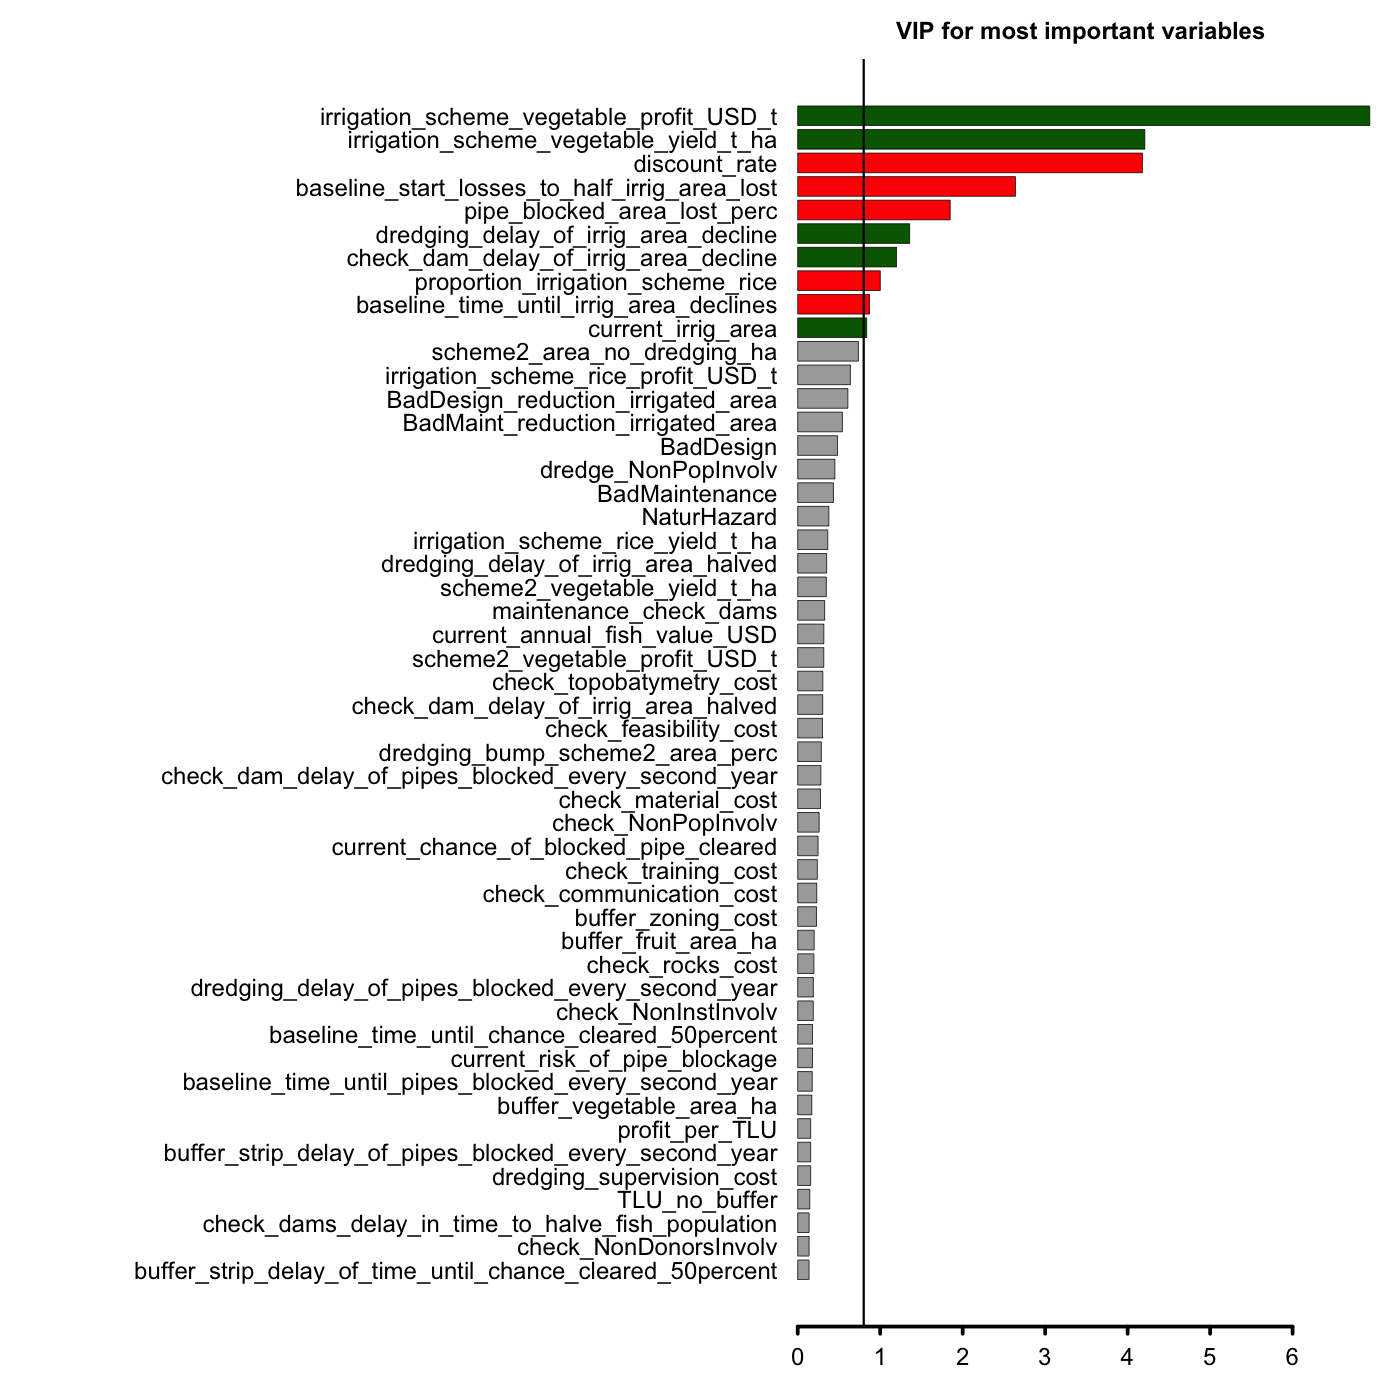 VIP for most important variables
irrigation_scheme_vegetable_profit_USD_t
irrigation_scheme_vegetable_yield_t_ha
discount_rate
baseline_start_losses_to_half_irrig_area_lost
pipe_blocked_area_lost_perc
dredging_delay_of_irrig_area_decline
check_dam_delay_of_irrig_area_decline
proportion_irrigation_scheme_rice
baseline_time_until_irrig_area_declines
current_irrig_area
scheme2_area_no_dredging_ha
irrigation_scheme_rice_profit_USD_t
BadDesign_reduction_irrigated_area
BadMaint_reduction_irrigated_area
BadDesign
dredge_NonPopInvolv
BadMaintenance
NaturHazard
irrigation_scheme_rice_yield_t_ha
dredging_delay_of_irrig_area_halved
scheme2_vegetable_yield_t_ha
maintenance_check_dams
current_annual_fish_value_USD
scheme2_vegetable_profit_USD_t
check_topobatymetry_cost
check_dam_delay_of_irrig_area_halved
check_feasibility_cost
dredging_bump_scheme2_area_perc
check_dam_delay_of_pipes_blocked_every_second_year
check_material_cost
check_NonPopInvolv
current_chance_of_blocked_pipe_cleared
check_training_cost
check_communication_cost
buffer_zoning_cost
buffer_fruit_area_ha
check_rocks_cost
dredging_delay_of_pipes_blocked_every_second_year
check_NonInstInvolv
baseline_time_until_chance_cleared_50percent
current_risk_of_pipe_blockage
baseline_time_until_pipes_blocked_every_second_year
buffer_vegetable_area_ha
profit_per_TLU
buffer_strip_delay_of_pipes_blocked_every_second_year
dredging_supervision_cost
TLU_no_buffer
check_dams_delay_in_time_to_halve_fish_population
check_NonDonorsInvolv
buffer_strip_delay_of_time_until_chance_cleared_50percent
0 1 2 3 4 5 6